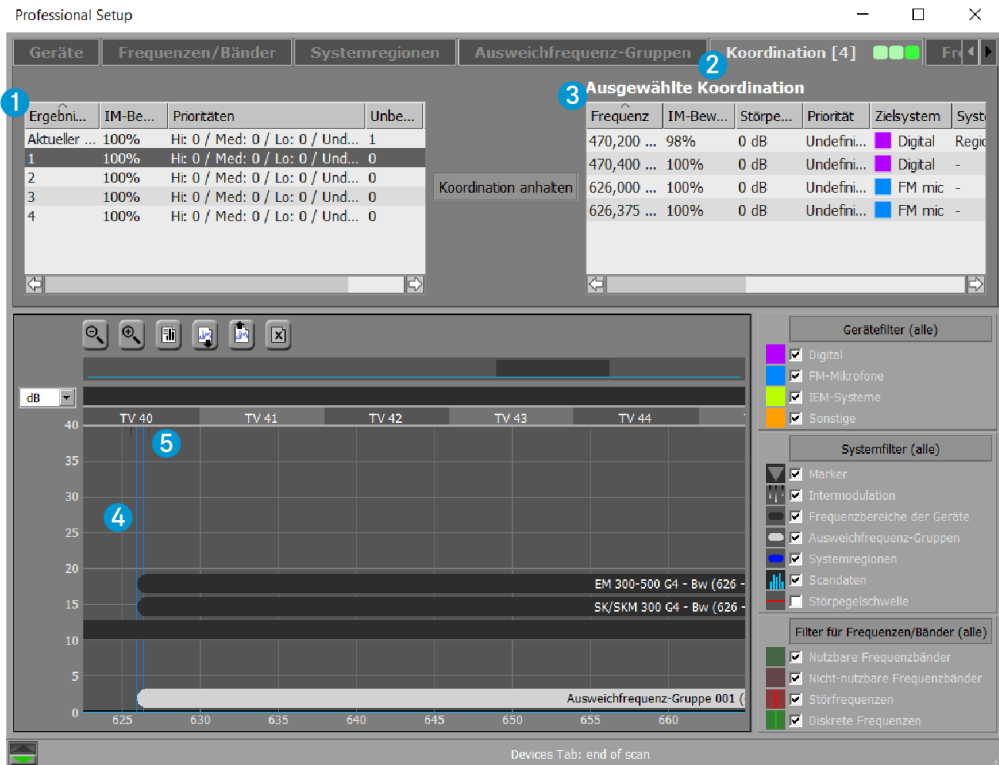 Professional Setup
Geräte Frequenzen/Bänder Systemregionen Ausweichfrequenz-Gruppen Koordination [4] Fr
2
1
3 Ausgewählte Koordination
Ergebni... IM-Be... Prioritäten Unbe...
Aktueller ... 100% Hi: 0 / Med: 0 / Lo: 0 / Und... 1
1 100% Hi: 0 / Med: 0 / Lo: 0 / Und... 0
2 100% Hi: 0 / Med: 0 / Lo: 0 / Und... 0
3 100% Hi: 0 / Med: 0 / Lo: 0 / Und... 0
4 100% Hi: 0 / Med: 0 / Lo: 0 / Und... 0
Koordination anhalten
Frequenz IM-Bew... Störpe... Priorität Zielsystem Syst
470,200 ... 98% 0 dB Undefini... Digital Regio
470,400 ... 100% 0 dB Undefini... Digital -
626,000 ... 100% 0 dB Undefini... FM mic -
626,375 ... 100% 0 dB Undefini... FM mic -
dB
TV 40 TV 41 TV 42 TV 43 TV 44
5
4
40
35
30
25
20
15
10
5
0
EM 300-500 G4 - Bw (626 -
SK/SKM 300 G4 - Bw (626 -
Ausweichfrequenz-Gruppe 001 (
625 630 635 640 645 650 655 660
Gerätefilter (alle)
Digital
FM-Mikrofone
IEM-Systeme
Sonstige
Systemfilter (alle)
Marker
Intermodulation
Frequenzbereiche der Geräte
Ausweichfrequenz-Gruppen
Systemregionen
Scandaten
Störpegelschwelle
Filter für Frequenzen/Bänder (alle)
Nutzbare Frequenzbänder
Nicht-nutzbare Frequenzbänder
Störfrequenzen
Diskrete Frequenzen
Devices Tab: end of scan